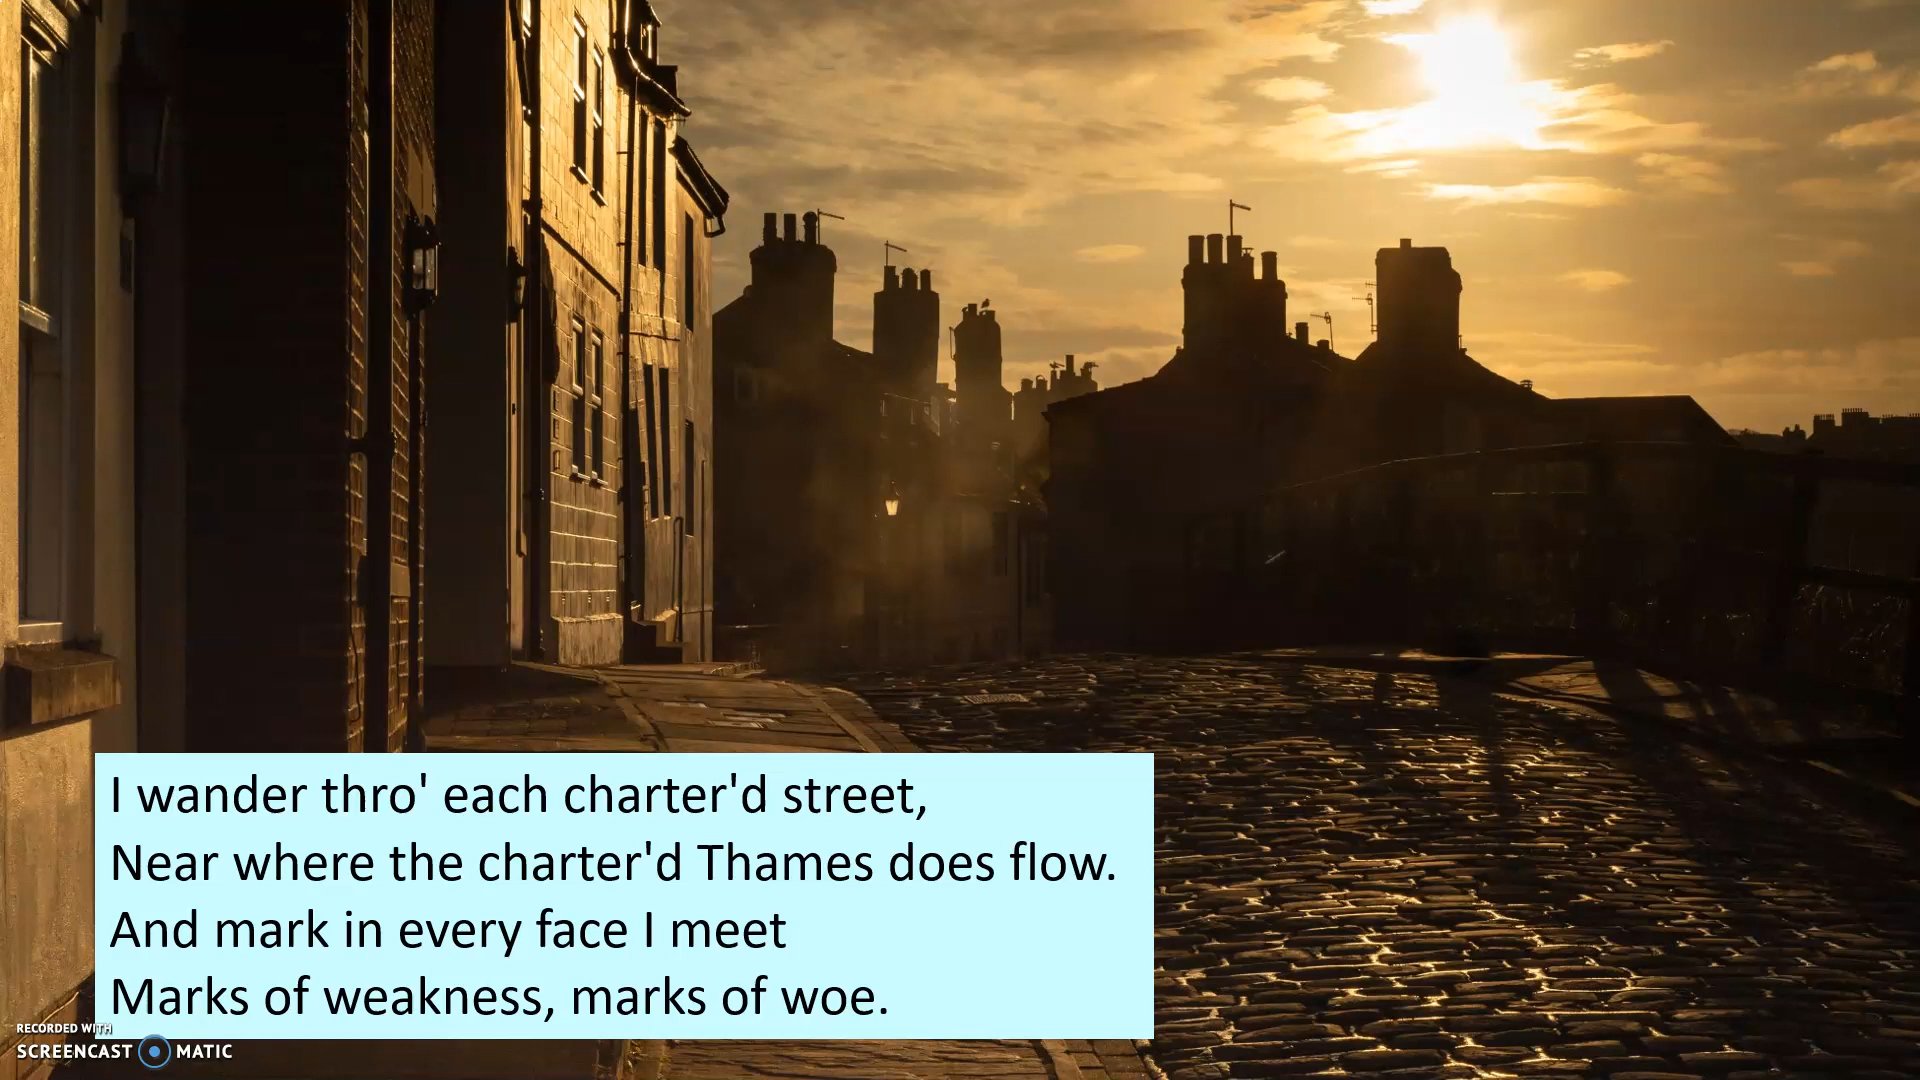 I wander thro' each charter'd street,
Near where the charter'd Thames does flow.
And mark in every face I meet
Marks of weakness, marks of woe.
RECORDED WITH
SCREENCAST MATIC